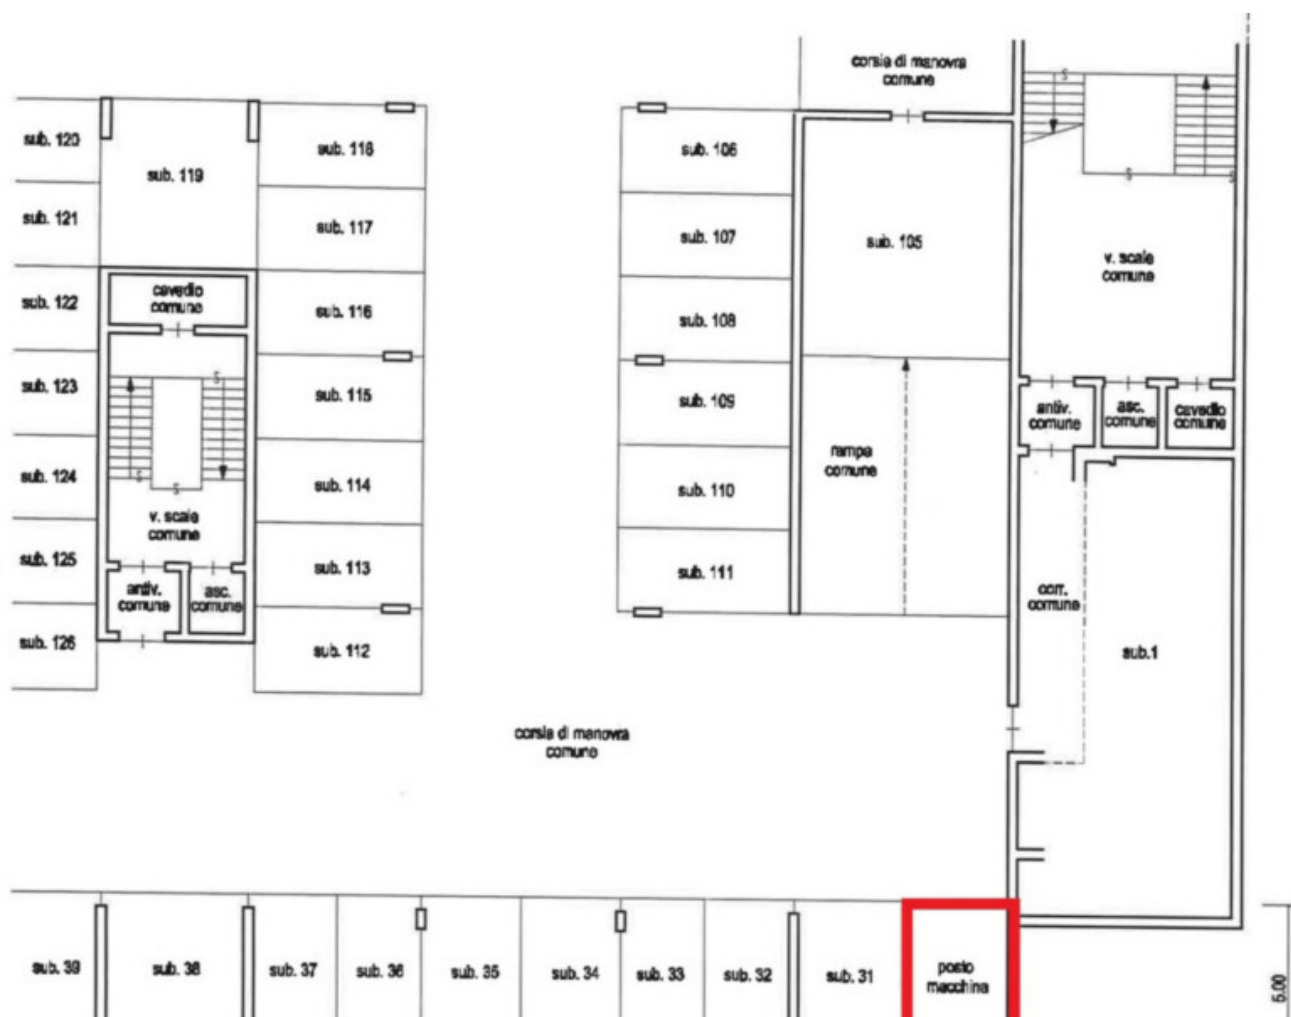 corsia di manovra
comune
sub. 120
sub. 119
sub. 118
sub. 106
sub. 121
sub. 117
sub. 107
sub. 105
v. scale
comune
sub. 122
cavedio
comune
sub. 116
sub. 108
sub. 123
sub. 115
sub. 109
antiv.
comune
asc.
comune
cavedio
comune
sub. 124
sub. 114
sub. 110
rampa
comune
v. scale
comune
sub. 125
sub. 113
sub. 111
antiv.
comune
asc.
comune
corr.
comune
sub. 126
sub. 112
sub.1
corsia di manovra
comune
sub. 39
sub. 38
sub. 37
sub. 36
sub. 35
sub. 34
sub. 33
sub. 32
sub. 31
posto
macchina
5.00